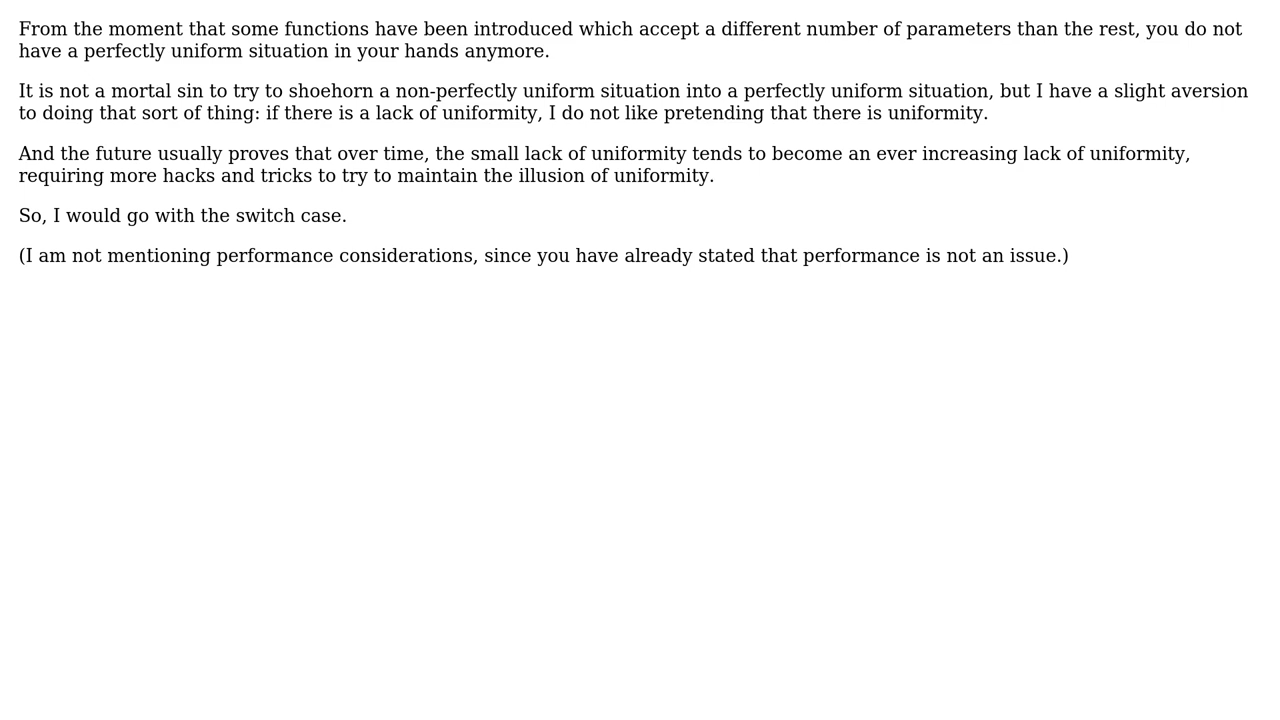 From the moment that some functions have been introduced which accept a different number of parameters than the rest, you do not
have a perfectly uniform situation in your hands anymore.
It is not a mortal sin to try to shoehorn a non-perfectly uniform situation into a perfectly uniform situation, but I have a slight aversion
to doing that sort of thing: if there is a lack of uniformity, I do not like pretending that there is uniformity.
And the future usually proves that over time, the small lack of uniformity tends to become an ever increasing lack of uniformity,
requiring more hacks and tricks to try to maintain the illusion of uniformity.
So, I would go with the switch case.
(I am not mentioning performance considerations, since you have already stated that performance is not an issue.)